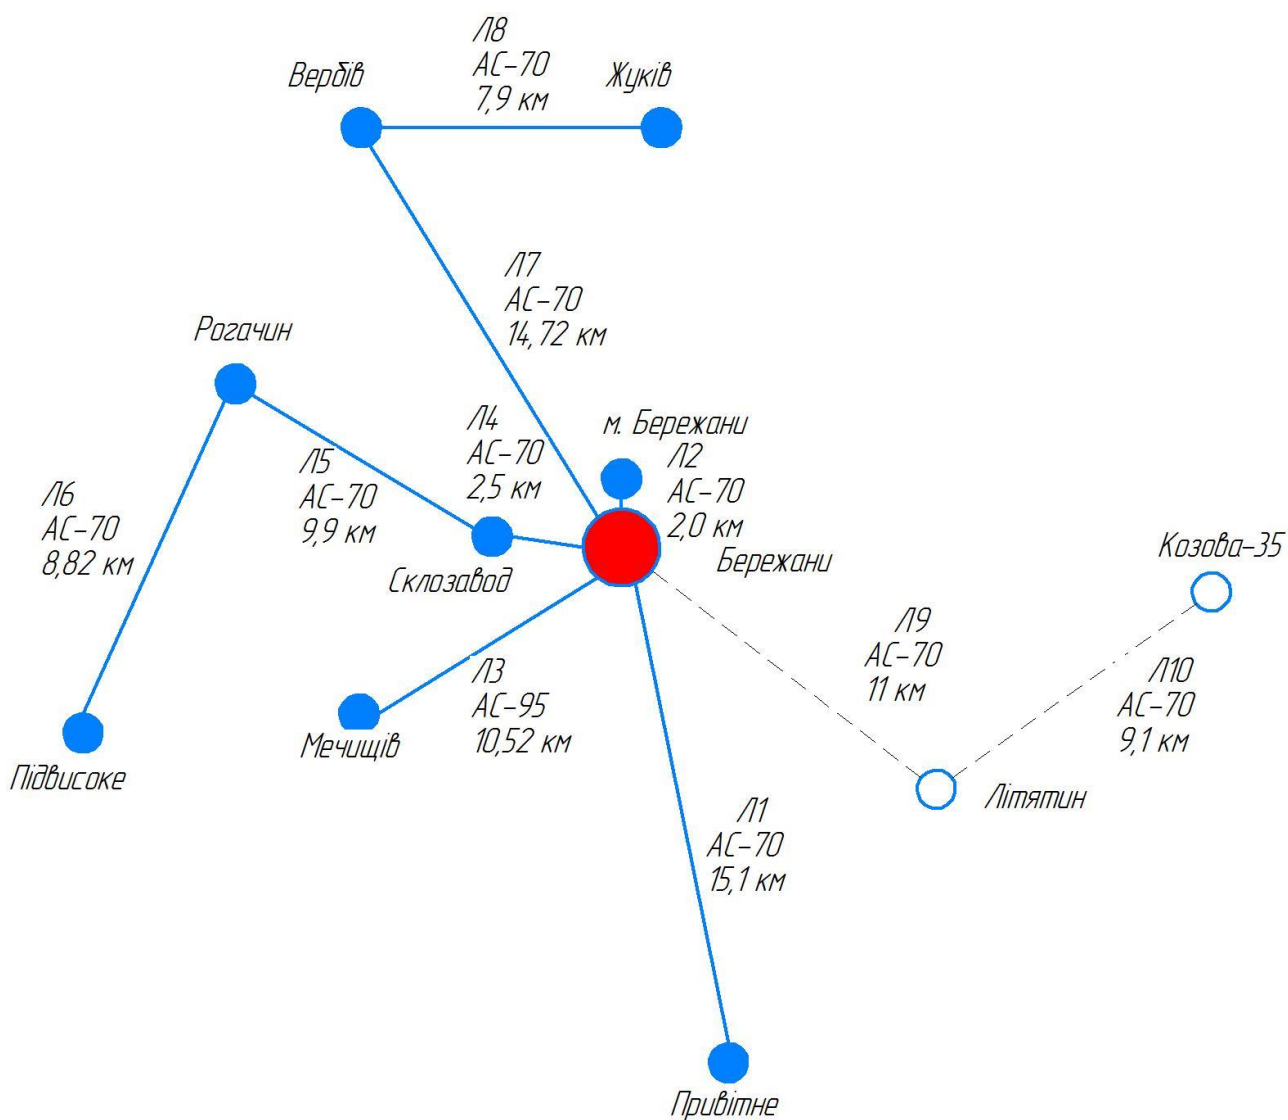 Л8
АС-70
7,9 км
Вербів
Жуків
Л7
АС-70
14,72 км
Рогачин
Л4
АС-70
2,5 км
м. Бережани
Л2
АС-70
2,0 км
Л5
АС-70
9,9 км
Л6
АС-70
8,82 км
Склозавод
Бережани
Козова-35
Л9
АС-70
11 км
Л3
АС-95
10,52 км
Л10
АС-70
9,1 км
Мечищів
Підвисоке
Літятин
Л1
АС-70
15,1 км
Привітне